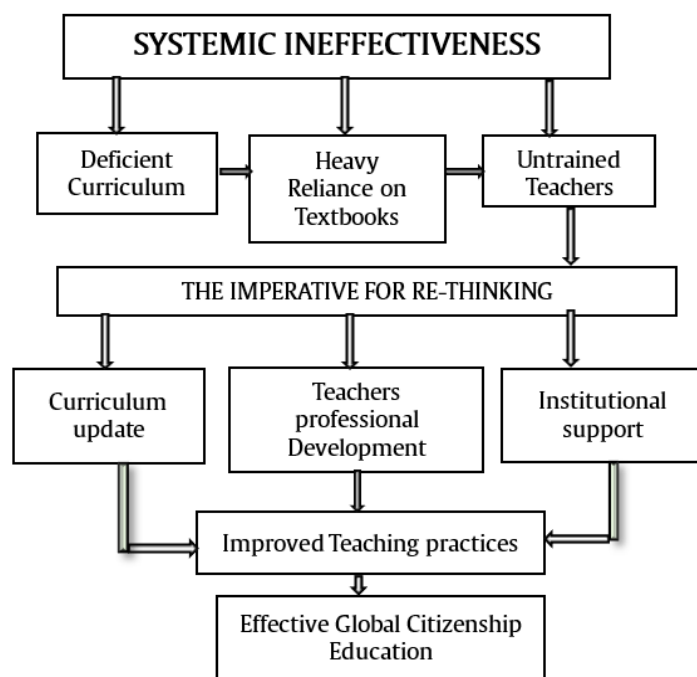 SYSTEMIC INEFFECTIVENESS
Deficient
Curriculum
Heavy
Reliance on
Textbooks
Untrained
Teachers
THE IMPERATIVE FOR RE-THINKING
Curriculum
update
Teachers
professional
Development
Institutional
support
Improved Teaching practices
Effective Global Citizenship
Education